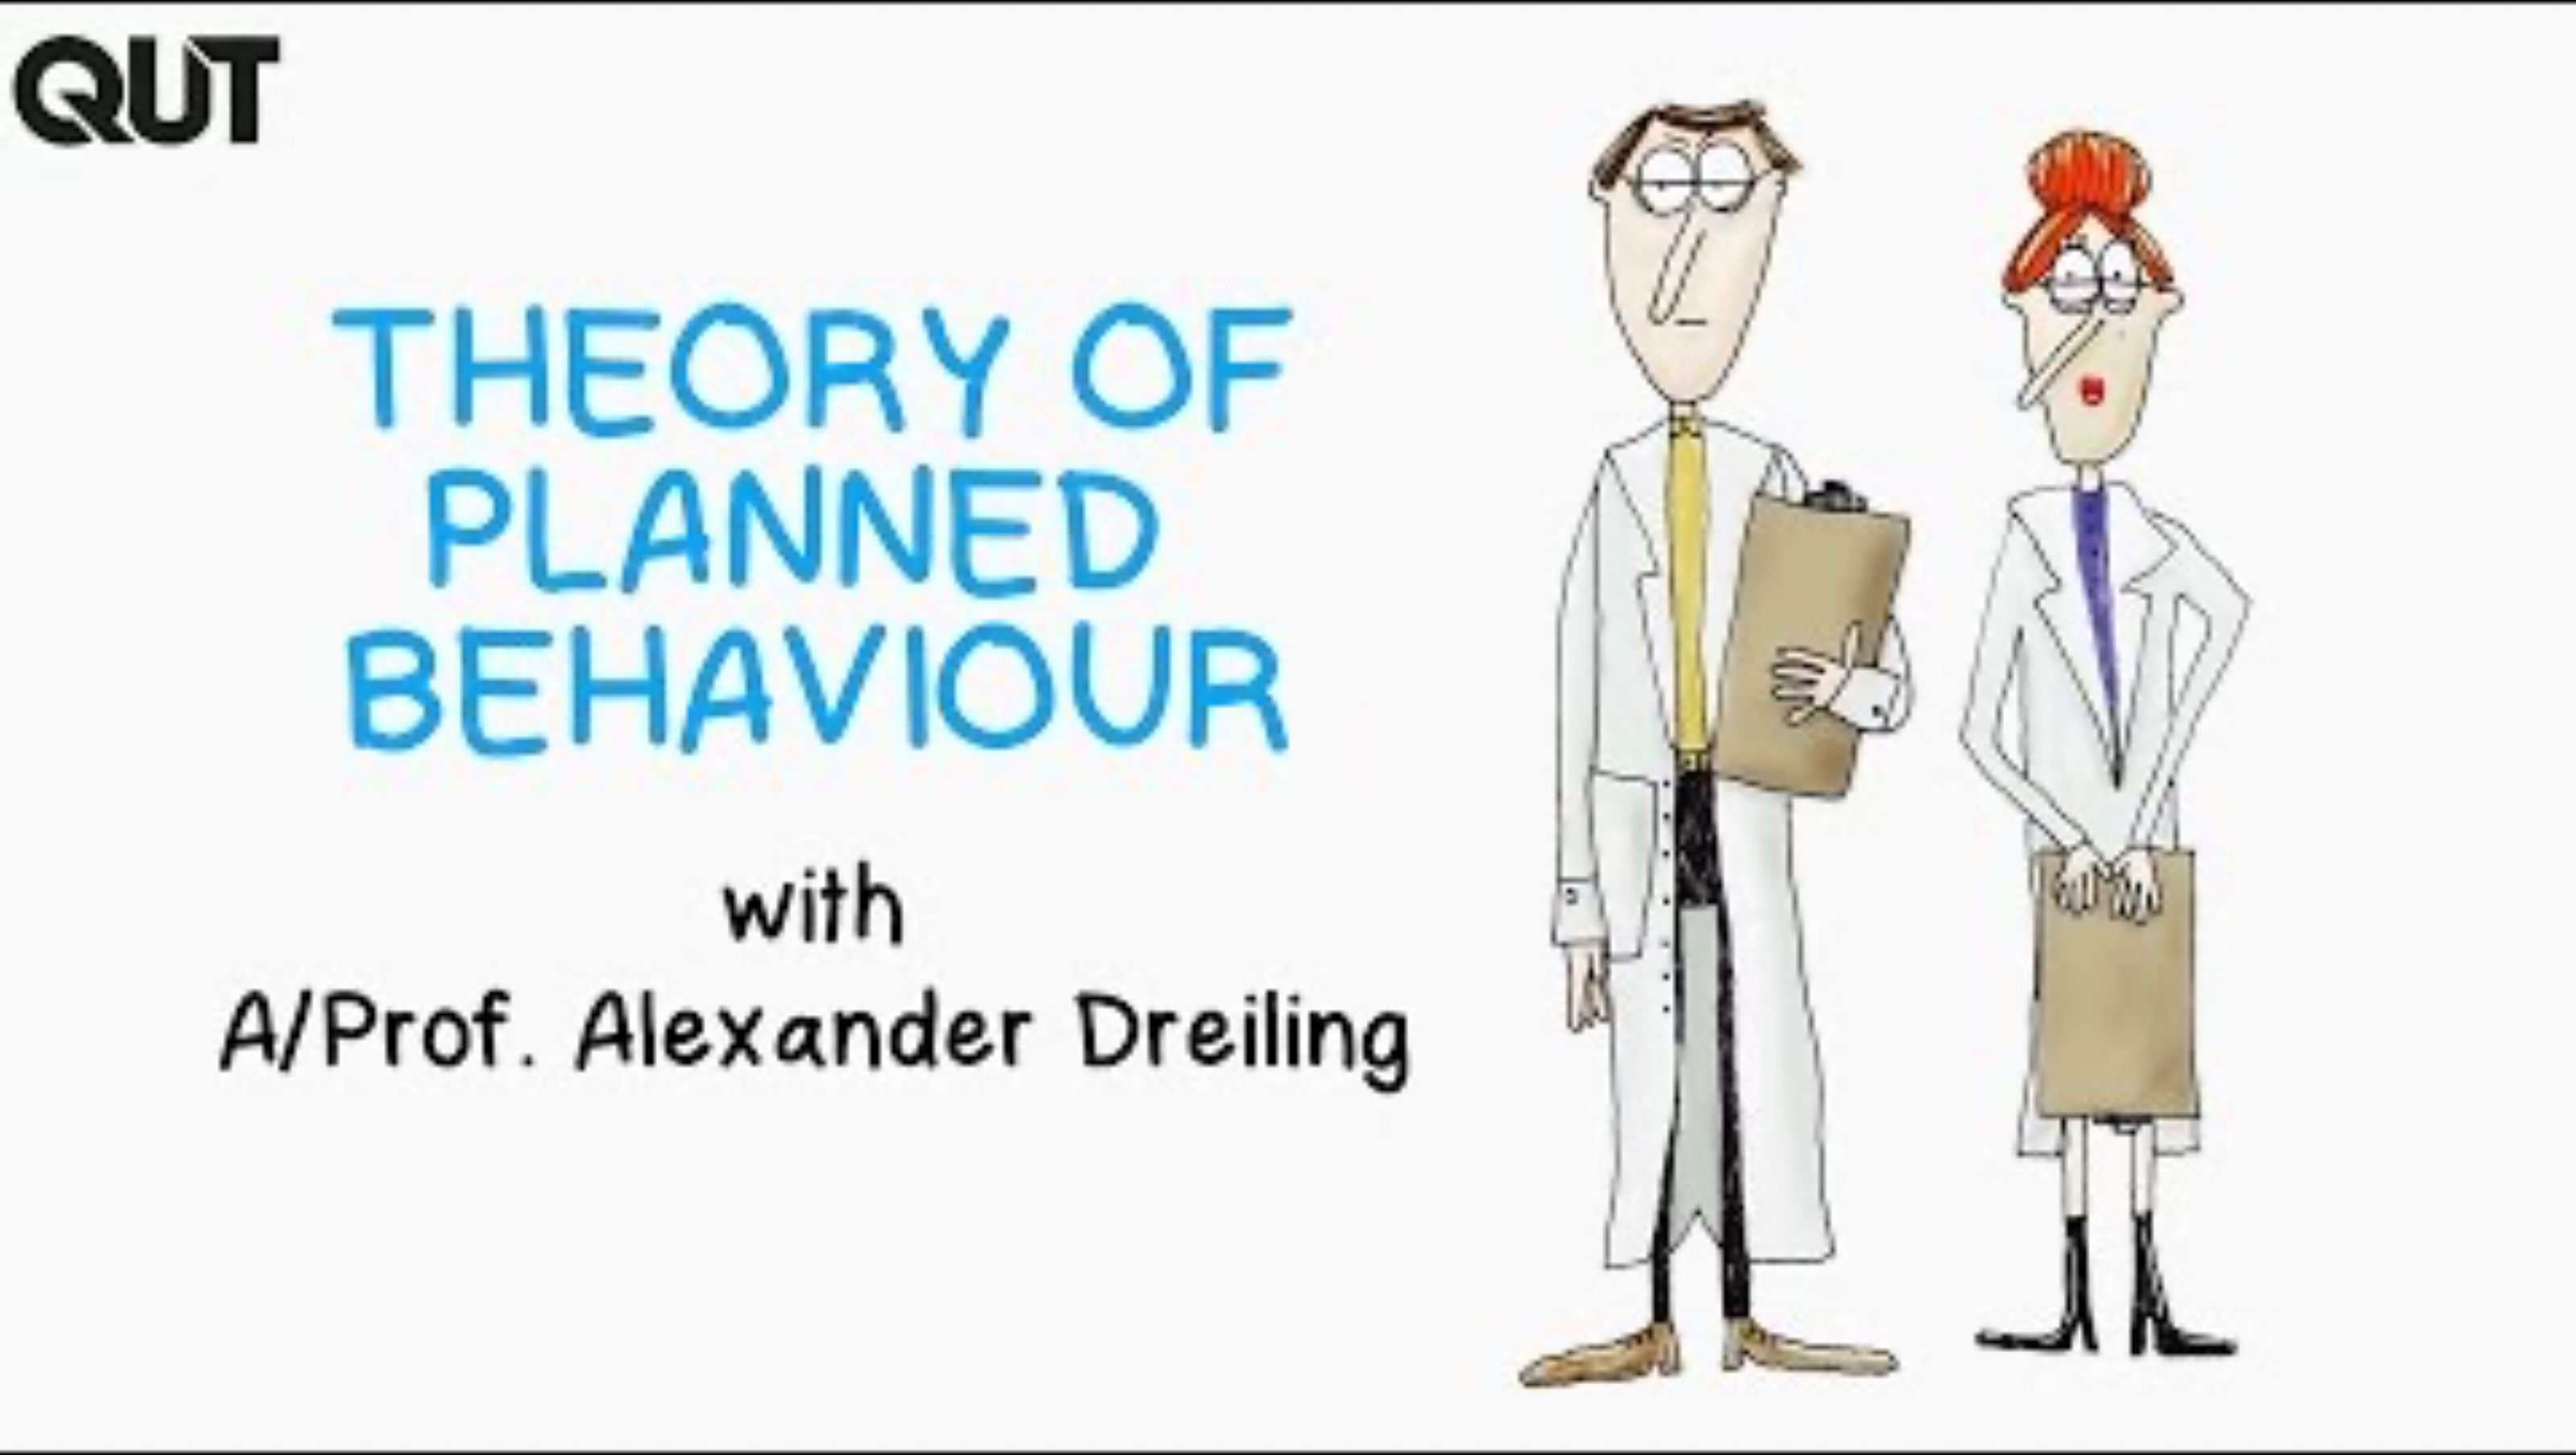 QUT
THEORY OF
PLANNED
BEHAVIOUR
with
A/Prof. Alexander Dreiling